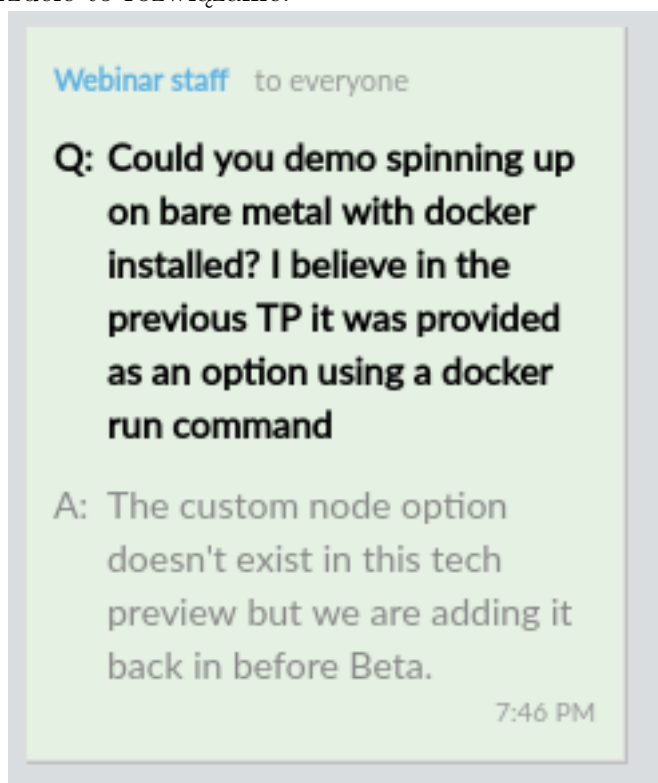 to rozwiązanie.
Webinar staff to everyone
Q: Could you demo spinning up
on bare metal with docker
installed? I believe in the
previous TP it was provided
as an option using a docker
run command
A: The custom node option
doesn't exist in this tech
preview but we are adding it
back in before Beta.
7:46 PM